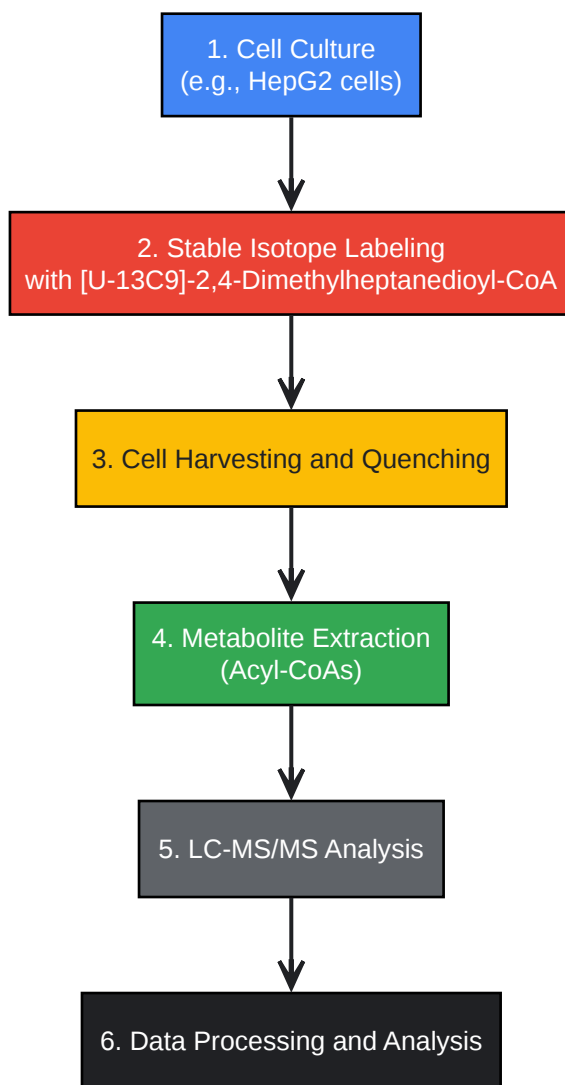 1. Cell Culture
(e.g., HepG2 cells)
2. Stable Isotope Labeling
with [U-13C9]-2,4-Dimethylheptanedioyl-CoA
3. Cell Harvesting and Quenching
4. Metabolite Extraction
(Acyl-CoAs)
5. LC-MS/MS Analysis
6. Data Processing and Analysis